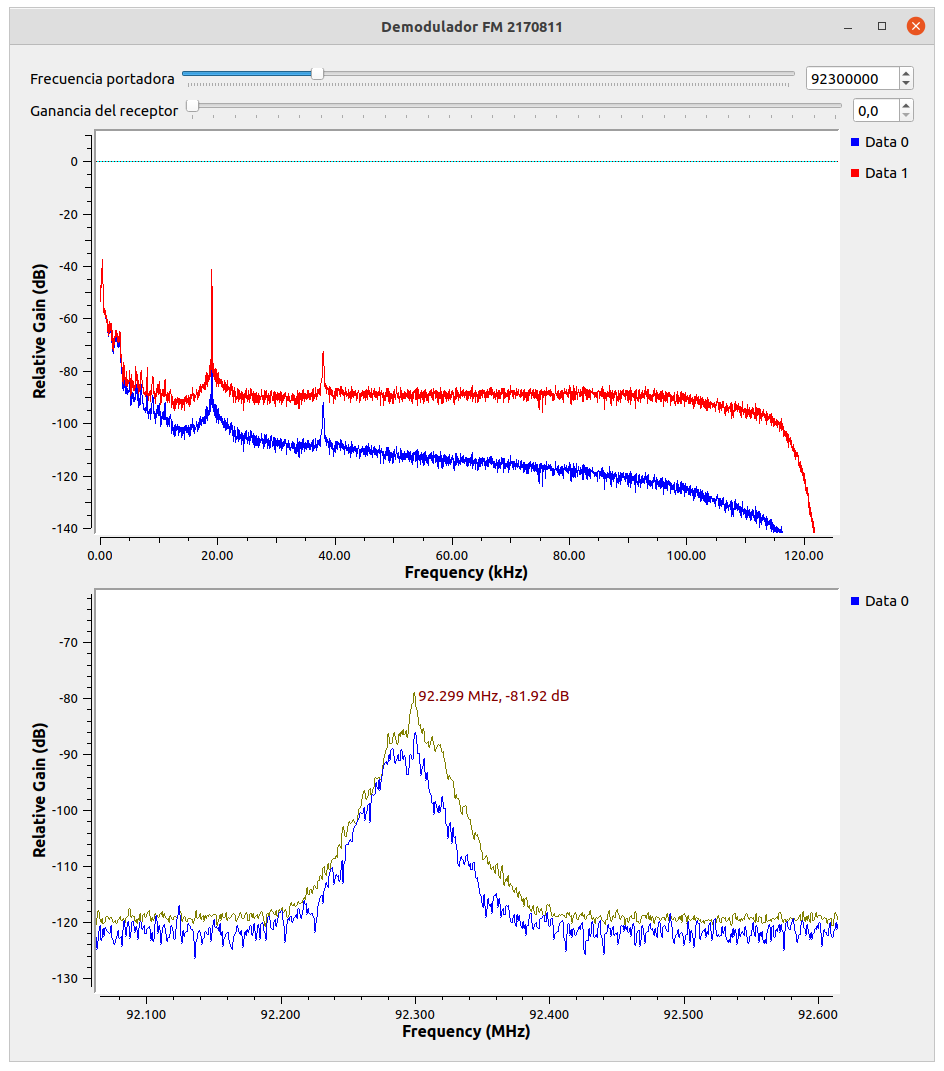 Demodulador FM 2170811
Frecuencia portadora
92300000
Ganancia del receptor
0,0
Data 0
Data 1
0
-20
-40
-60
-80
-100
-120
-140
Relative Gain (dB)
0.00 20.00 40.00 60.00 80.00 100.00 120.00
Frequency (kHz)
Data 0
92.299 MHz, -81.92 dB
-70
-80
-90
-100
-110
-120
-130
Relative Gain (dB)
92.100 92.200 92.300 92.400 92.500 92.600
Frequency (MHz)